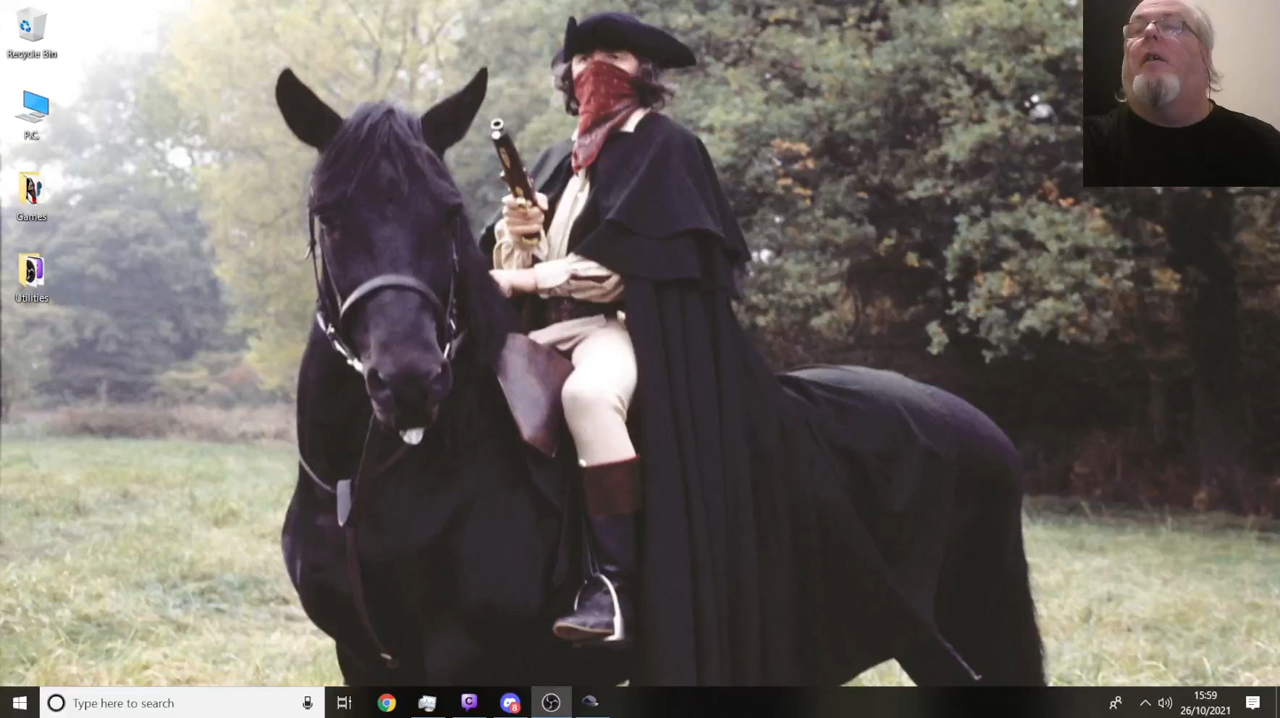 Recycle Bin
P.C.
Games
Utilities
Type here to search
15:59
26/10/2021